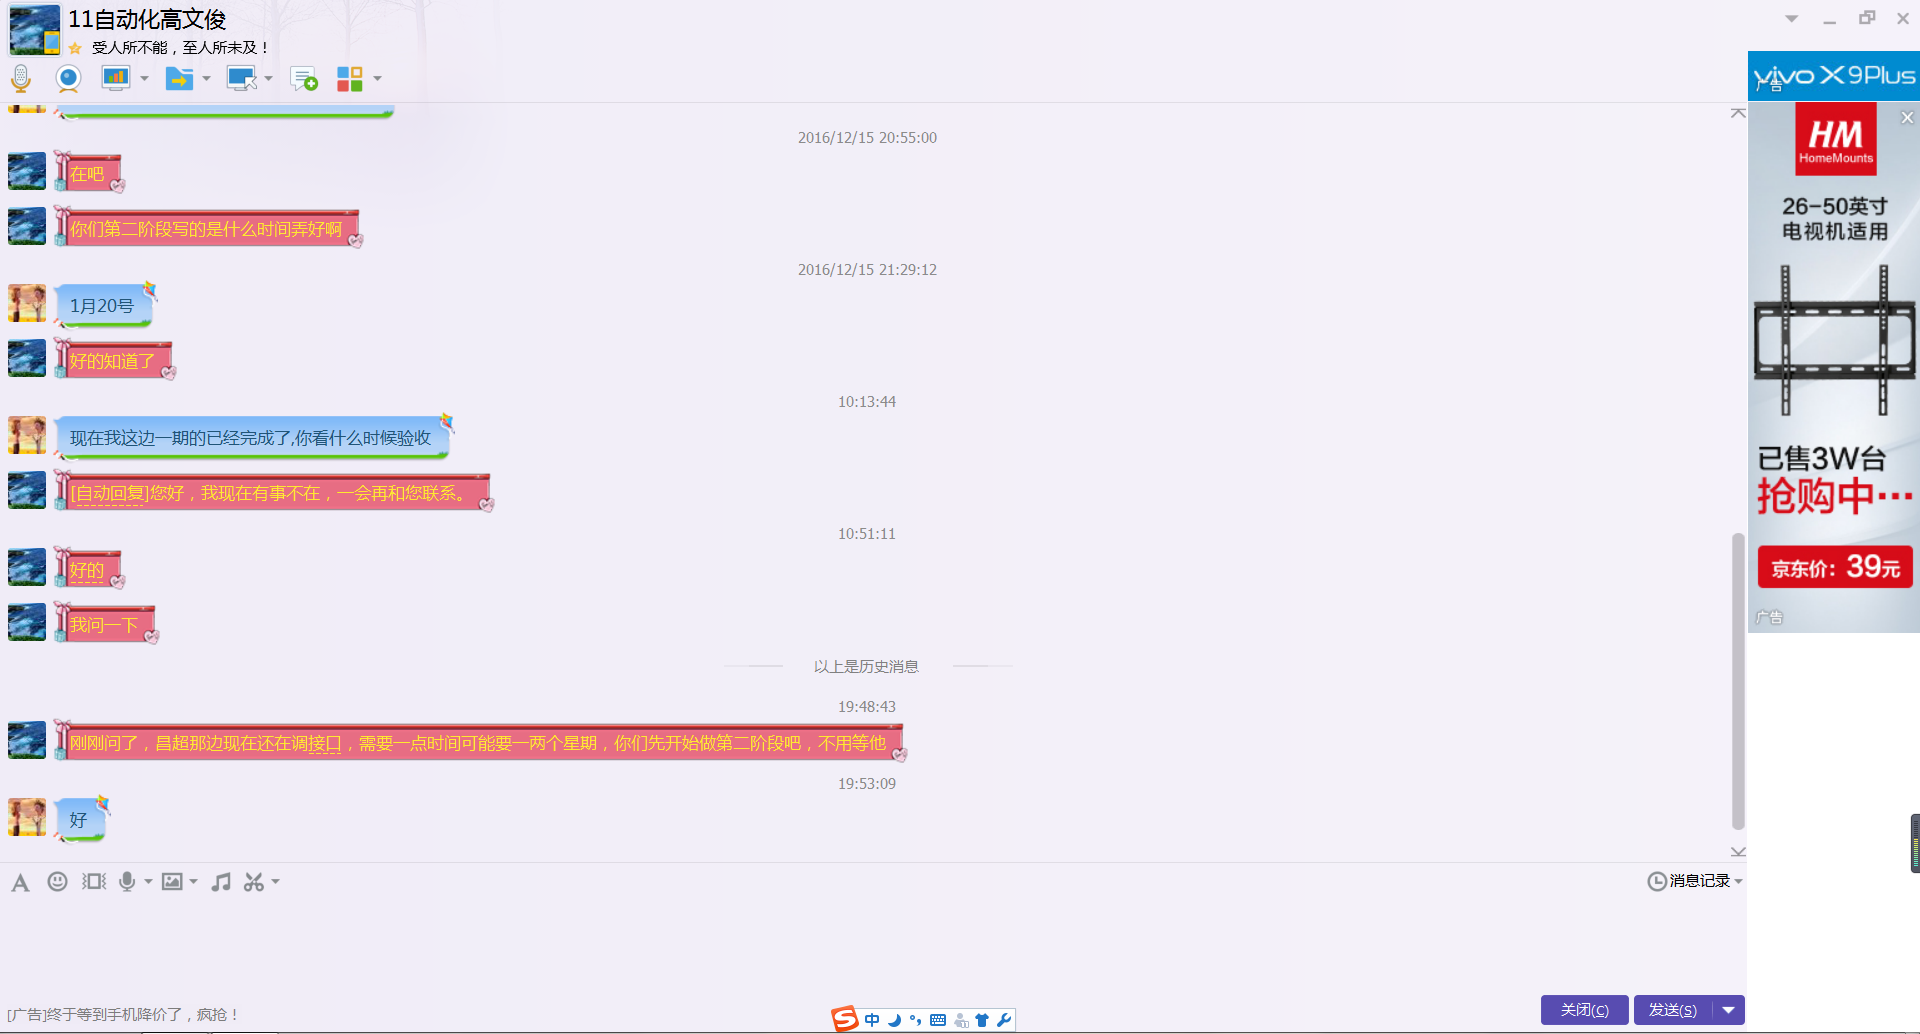 11自动化高文俊
受人所不能，至人所未及！
vivo X9Plus
广告
2016/12/15 20:55:00
在吧
你们第二阶段写的是什么时间弄好啊
2016/12/15 21:29:12
1月20号
好的知道了
10:13:44
现在我这边一期的已经完成了,你看什么时候验收
[自动回复]您好，我现在有事不在，一会再和您联系。
10:51:11
好的
我问一下
以上是历史消息
19:48:43
刚刚问了，昌超那边现在还在调接口，需要一点时间可能要一两个星期，你们先开始做第二阶段吧，不用等他
19:53:09
好
消息记录
[广告]终于等到手机降价了，疯抢！
中
关闭(C)
发送(S)
HM
HomeMounts
26-50英寸
电视机适用
已售3W台
抢购中…
京东价：39元
广告